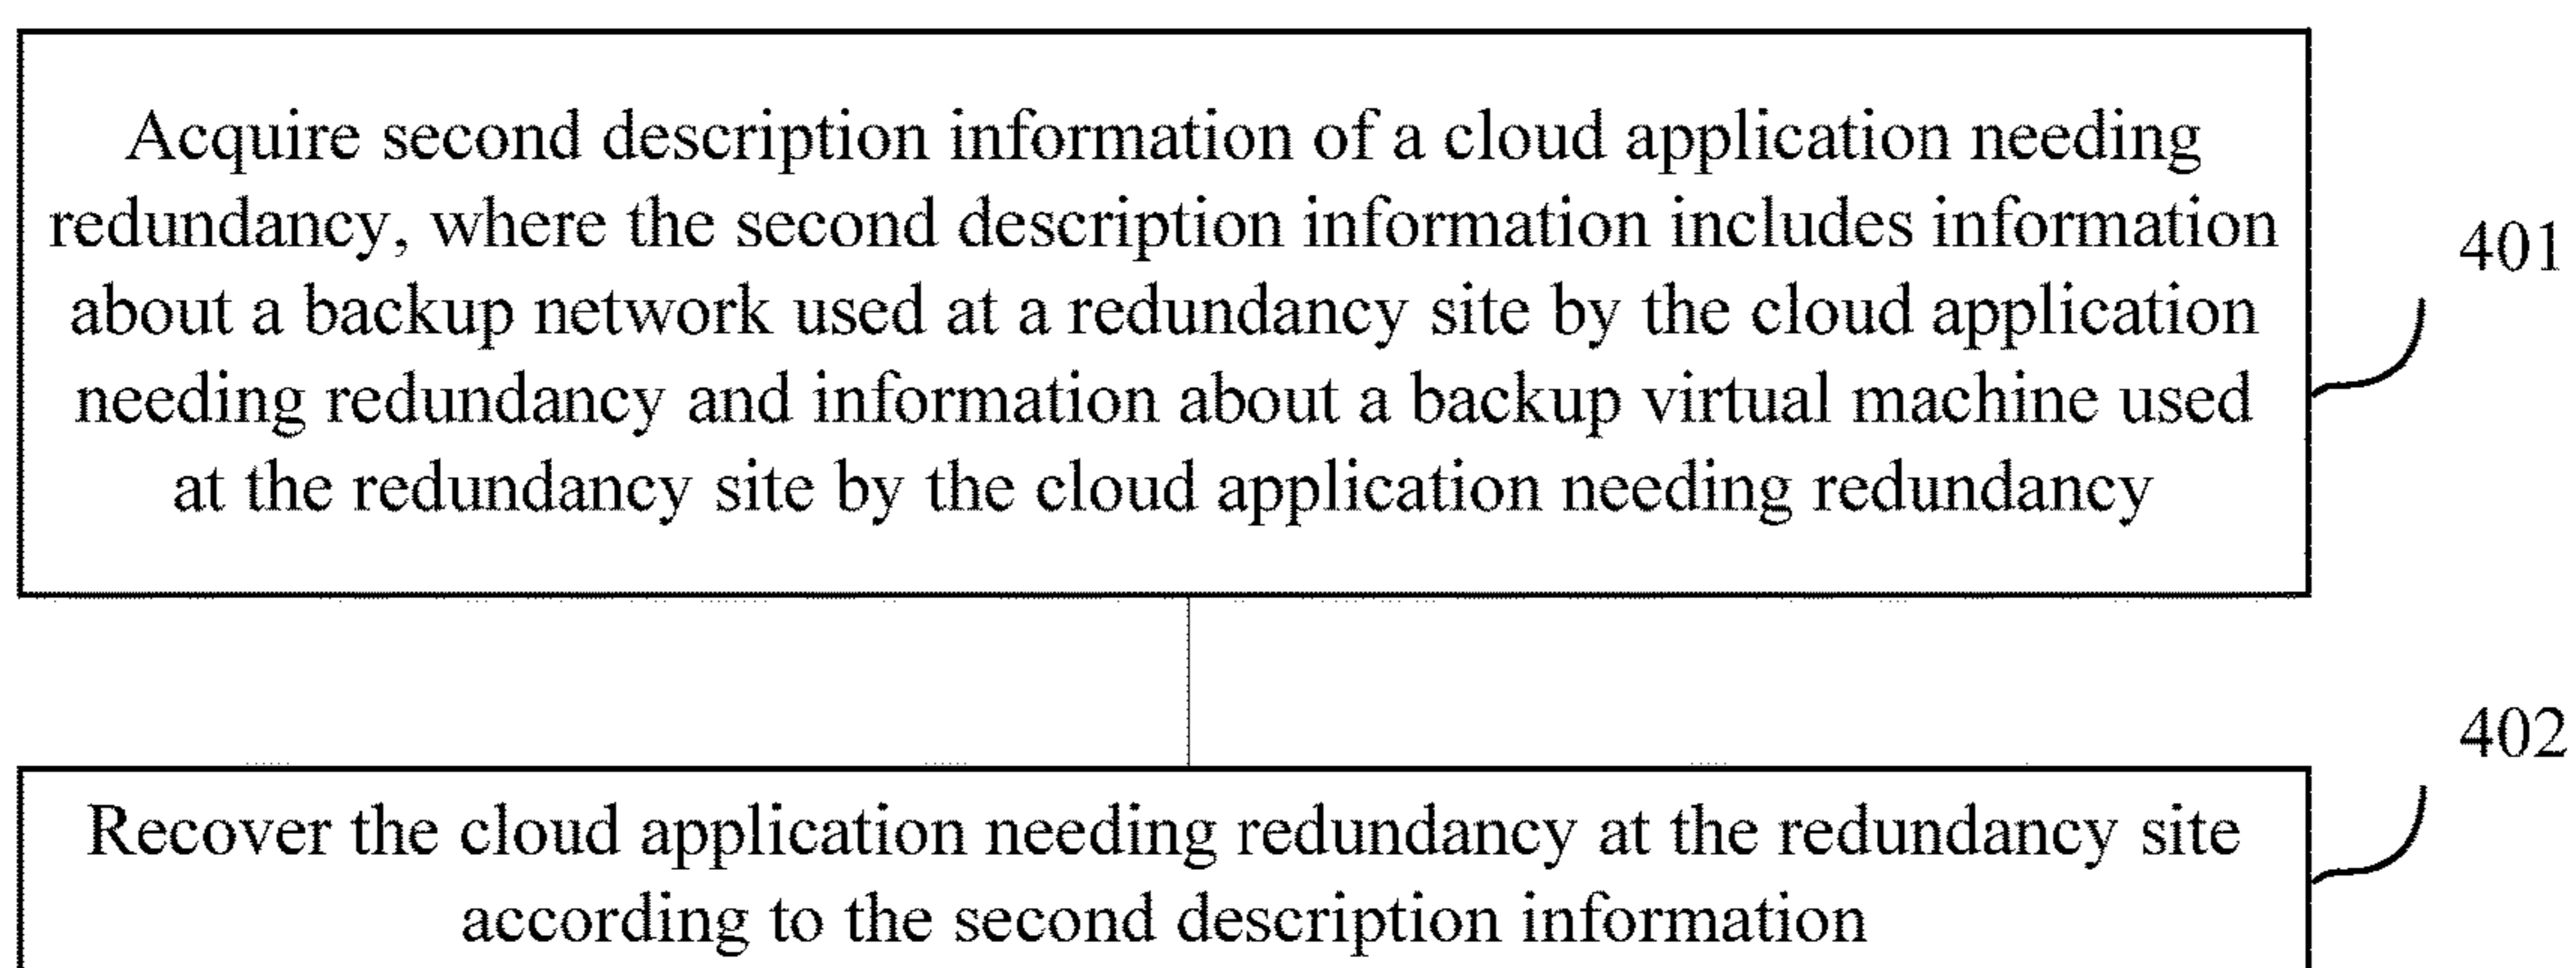 Acquire second description information of a cloud application needing
redundancy, where the second description information includes information
about a backup network used at a redundancy site by the cloud application
needing redundancy and information about a backup virtual machine used
at the redundancy site by the cloud application needing redundancy
401
402
Recover the cloud application needing redundancy at the redundancy site
according to the second description information